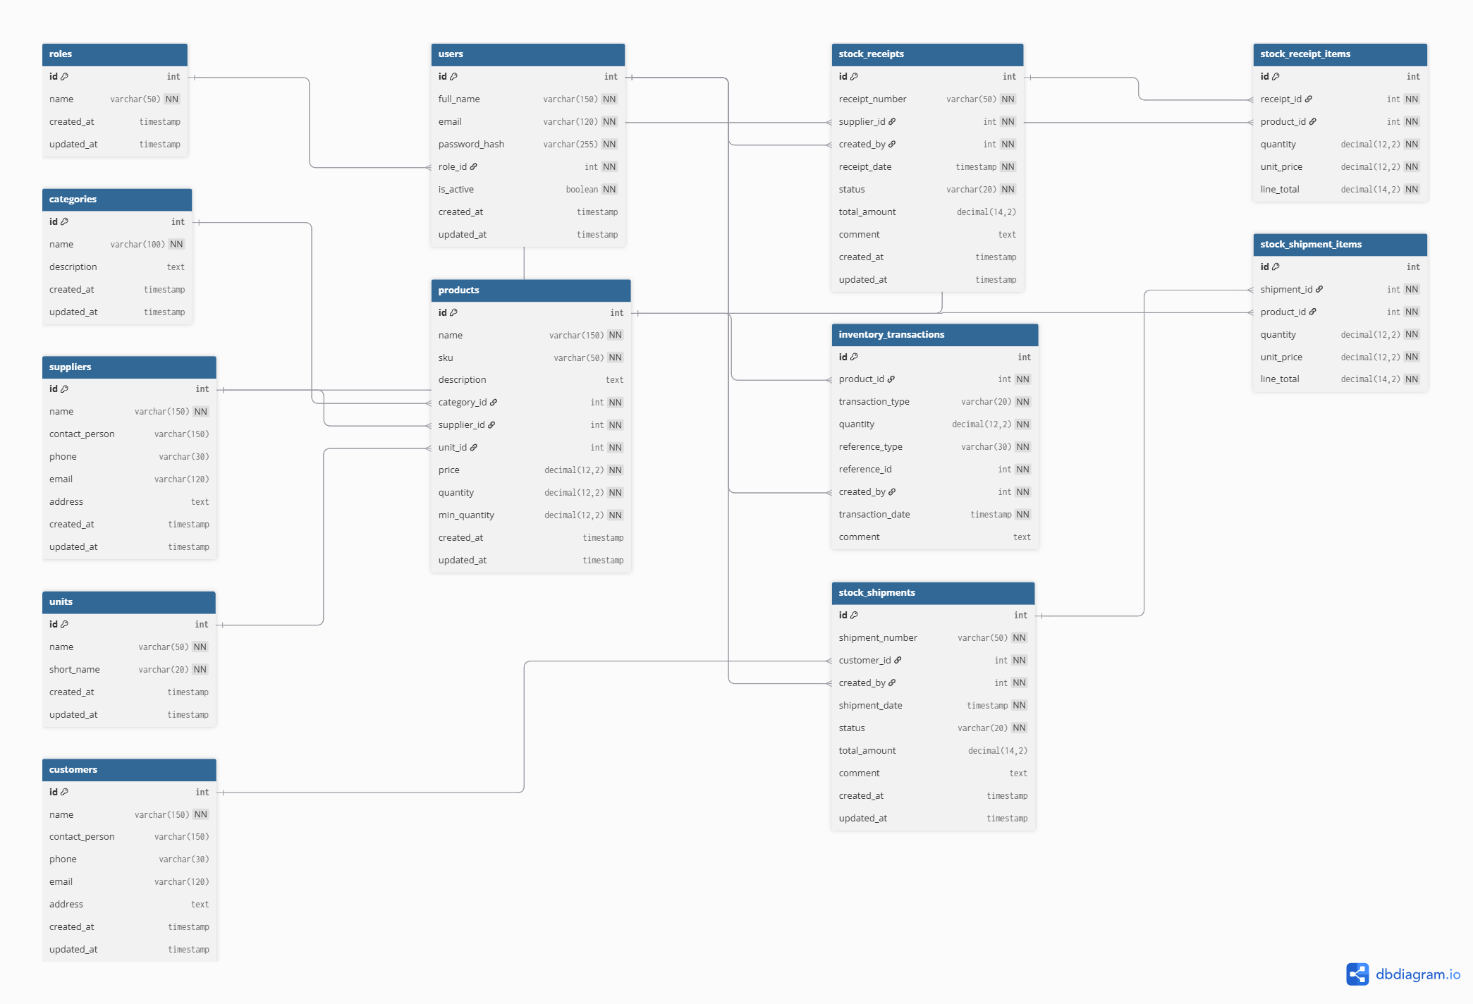 roles
id int
name varchar(50) NN
created_at timestamp
updated_at timestamp
categories
id int
name varchar(100) NN
description text
created_at timestamp
updated_at timestamp
suppliers
id int
name varchar(150) NN
contact_person varchar(150)
phone varchar(30)
email varchar(120)
address text
created_at timestamp
updated_at timestamp
units
id int
name varchar(50) NN
short_name varchar(20) NN
created_at timestamp
updated_at timestamp
customers
id int
name varchar(150) NN
contact_person varchar(150)
phone varchar(30)
email varchar(120)
address text
created_at timestamp
updated_at timestamp
users
id int
full_name varchar(150) NN
email varchar(120) NN
password_hash varchar(255) NN
role_id int NN
is_active boolean NN
created_at timestamp
updated_at timestamp
products
id int
name varchar(150) NN
sku varchar(50) NN
description text
category_id int NN
supplier_id int NN
unit_id int NN
price decimal(12,2) NN
quantity decimal(12,2) NN
min_quantity decimal(12,2) NN
created_at timestamp
updated_at timestamp
stock_receipts
id int
receipt_number varchar(50) NN
supplier_id int NN
created_by int NN
receipt_date timestamp NN
status varchar(20) NN
total_amount decimal(14,2)
comment text
created_at timestamp
updated_at timestamp
inventory_transactions
id int
product_id int NN
transaction_type varchar(20) NN
quantity decimal(12,2) NN
reference_type varchar(30) NN
reference_id int NN
created_by int NN
transaction_date timestamp NN
comment text
stock_shipments
id int
shipment_number varchar(50) NN
customer_id int NN
created_by int NN
shipment_date timestamp NN
status varchar(20) NN
total_amount decimal(14,2)
comment text
created_at timestamp
updated_at timestamp
stock_receipt_items
id int
receipt_id int NN
product_id int NN
quantity decimal(12,2) NN
unit_price decimal(12,2) NN
line_total decimal(14,2) NN
stock_shipment_items
id int
shipment_id int NN
product_id int NN
quantity decimal(12,2) NN
unit_price decimal(12,2) NN
line_total decimal(14,2) NN
dbdiagram.io